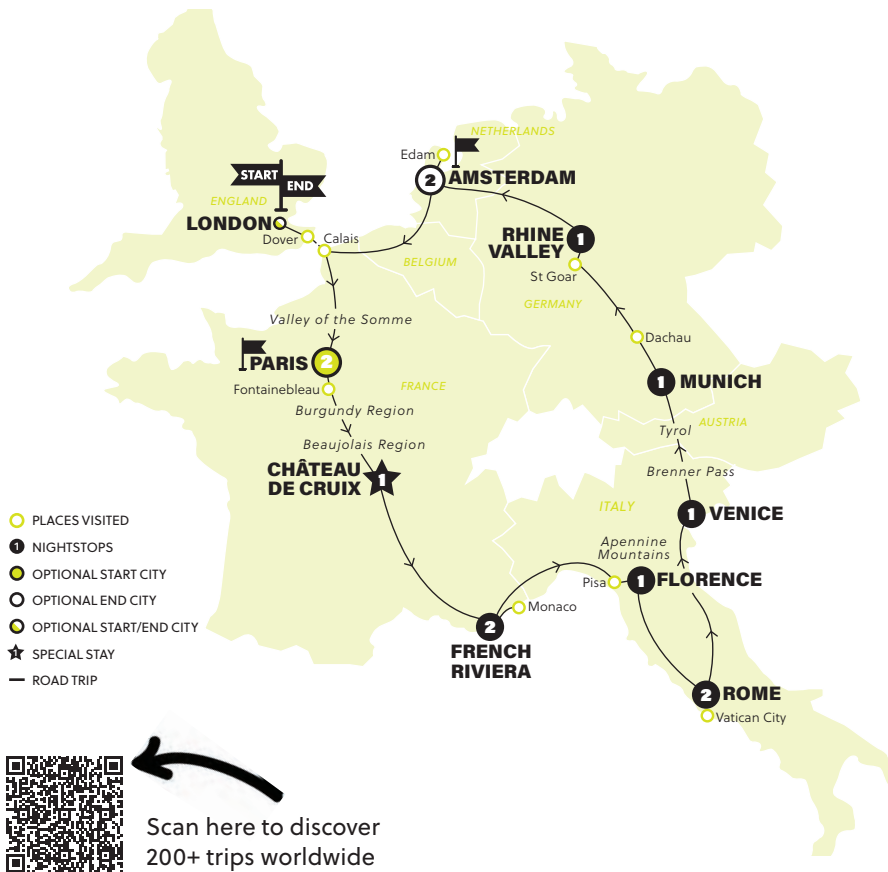 NETHERLANDS
Edam
2
AMSTERDAM
START
END
ENGLAND
LONDON
Dover
Calais
RHINE
VALLEY
1
St Goar
BELGIUM
GERMANY
Valley of the Somme
Dachau
PARIS
2
Fontainebleau
FRANCE
1
MUNICH
Burgundy Region
Beaujolais Region
Tyrol
AUSTRIA
CHÂTEAU
DE CRUIX
1
Brenner Pass
ITALY
1
VENICE
Apennine
Mountains
Pisa
1
FLORENCE
Monaco
2
FRENCH
RIVIERA
2
ROME
Vatican City
PLACES VISITED
1 NIGHTSTOPS
OPTIONAL START CITY
OPTIONAL END CITY
OPTIONAL START/END CITY
1 SPECIAL STAY
ROAD TRIP
Scan here to discover
200+ trips worldwide